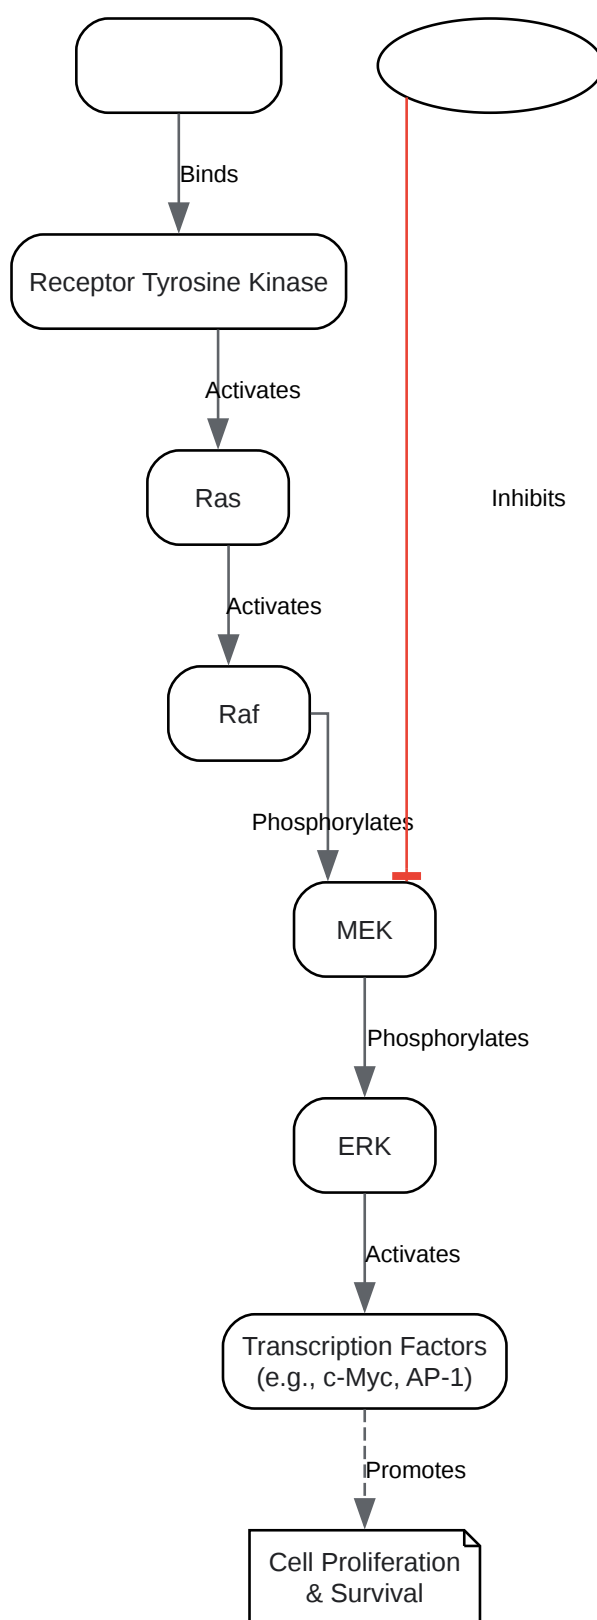 Binds
Receptor Tyrosine Kinase
Activates
Ras
Inhibits
Activates
Raf
Phosphorylates
MEK
Phosphorylates
ERK
Activates
Transcription Factors
(e.g., c-Myc, AP-1)
Promotes
Cell Proliferation
& Survival